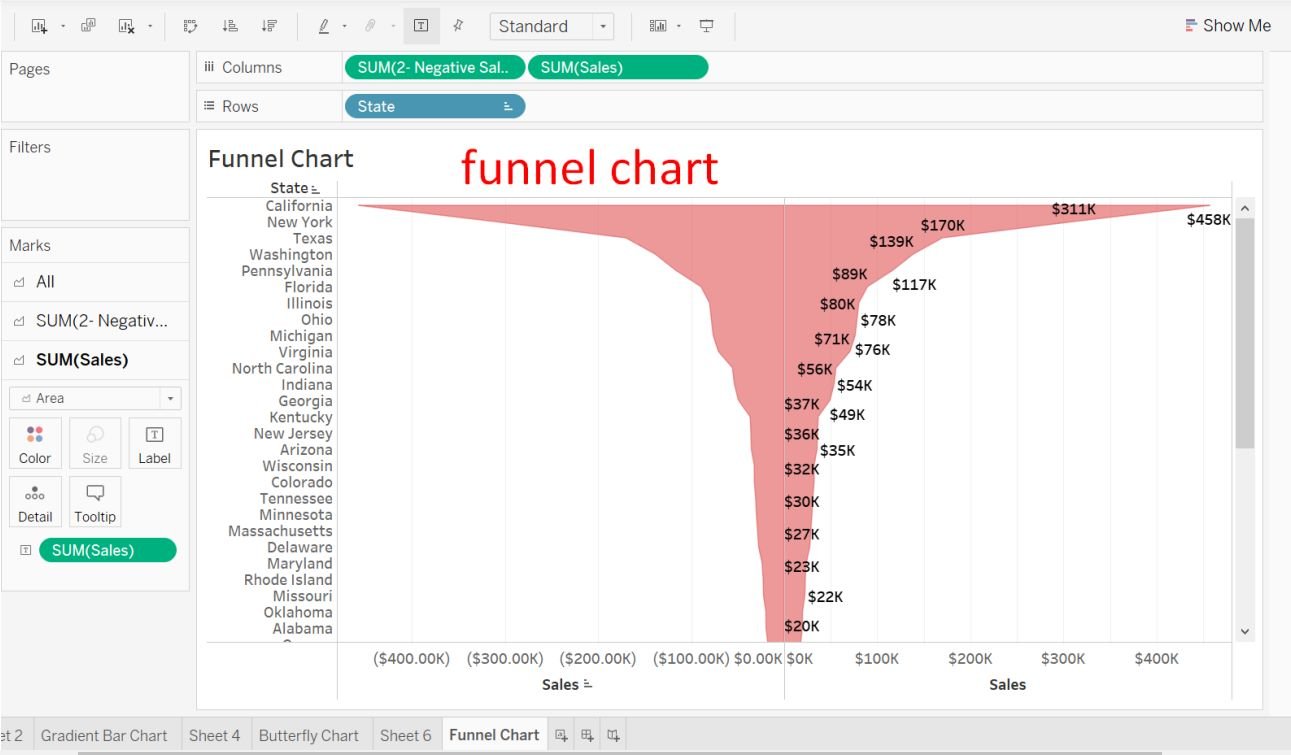 Standard
Show Me
Pages
Columns
SUM(2- Negative Sal..
SUM(Sales)
Rows
State
Filters
Funnel Chart
funnel chart
State
California
New York
Texas
Washington
Pennsylvania
Florida
Illinois
Ohio
Michigan
Virginia
North Carolina
Indiana
Georgia
Kentucky
New Jersey
Arizona
Wisconsin
Colorado
Tennessee
Minnesota
Massachusetts
Delaware
Maryland
Rhode Island
Missouri
Oklahoma
Alabama
$311K
$458K
$170K
$139K
$89K
$117K
$80K
$78K
$71K
$76K
$56K
$54K
$37K
$49K
$36K
$35K
$32K
$30K
$27K
$23K
$22K
$20K
($400.00K) ($300.00K) ($200.00K) ($100.00K) $0.00K $0K $100K $200K $300K $400K
Sales
Sales
Marks
All
SUM(2- Negativ...
SUM(Sales)
Area
Color
Size
Label
Detail
Tooltip
SUM(Sales)
et 2
Gradient Bar Chart
Sheet 4
Butterfly Chart
Sheet 6
Funnel Chart